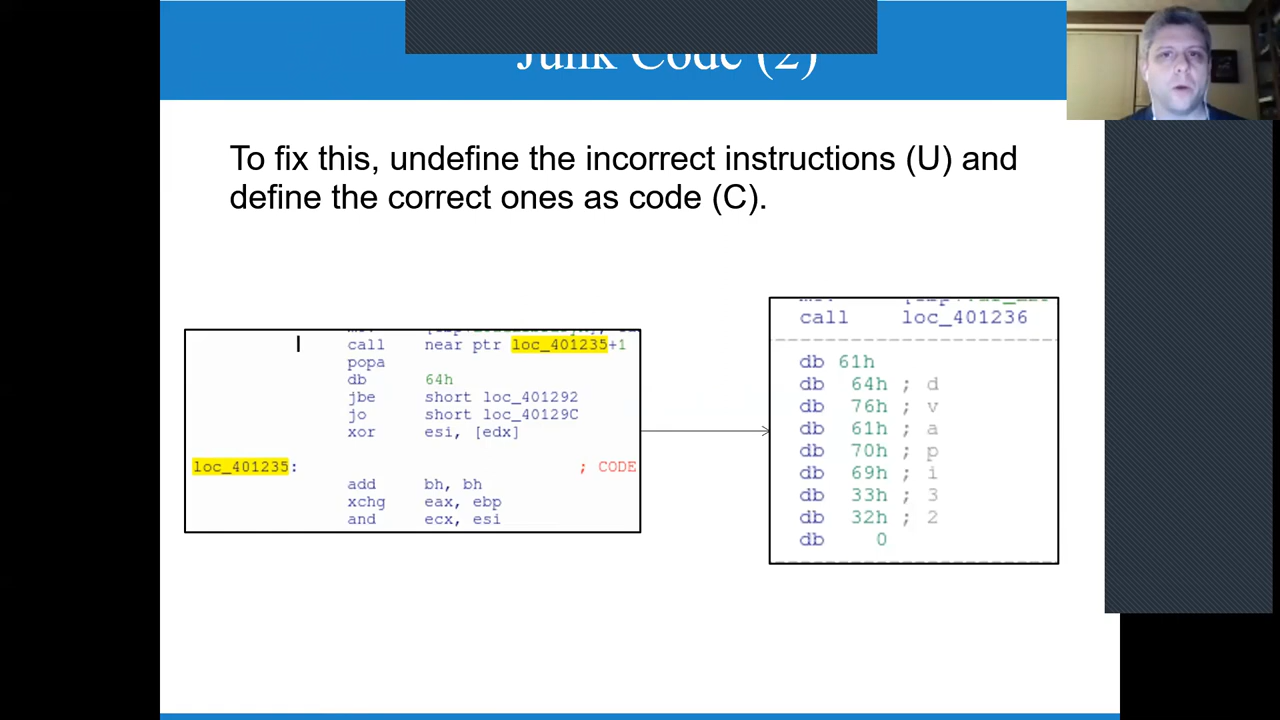 Junk Code (2)
To fix this, undefine the incorrect instructions (U) and
define the correct ones as code (C).
call near ptr loc_401235+1
popa
db 64h
jbe short loc_401292
jo short loc_40129C
xor esi, [edx]
loc_401235: ; CODE
add bh, bh
xchg eax, ebp
and ecx, esi
call loc_401236
db 61h
db 64h ; d
db 76h ; v
db 61h ; a
db 70h ; p
db 69h ; i
db 33h ; 3
db 32h ; 2
db 0